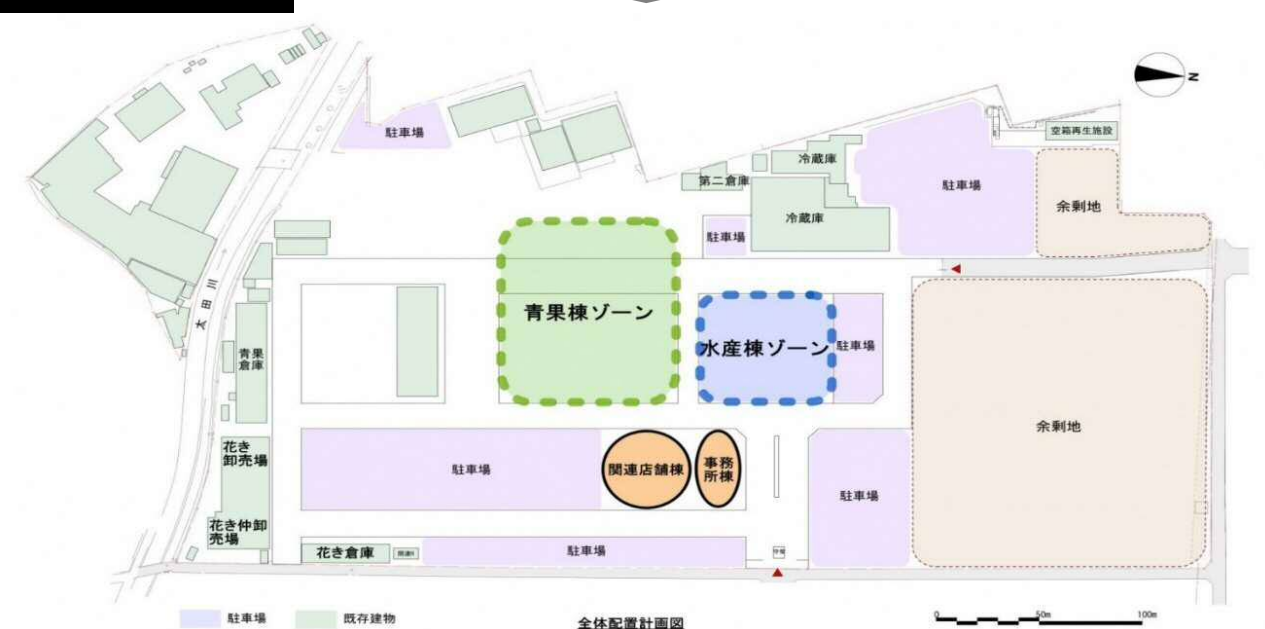 N
空箱再生施設
駐車場
冷蔵庫
第二倉庫
駐車場
余剰地
冷蔵庫
駐車場
太田川
青果棟ゾーン
水産棟ゾーン
駐車場
青果
倉庫
余剰地
花き
卸売場
駐車場
関連店舗棟
事務
所棟
駐車場
花き仲卸
売場
花き倉庫
駐車場
駐車場
既存建物
全体配置計画図
0
50m
100m